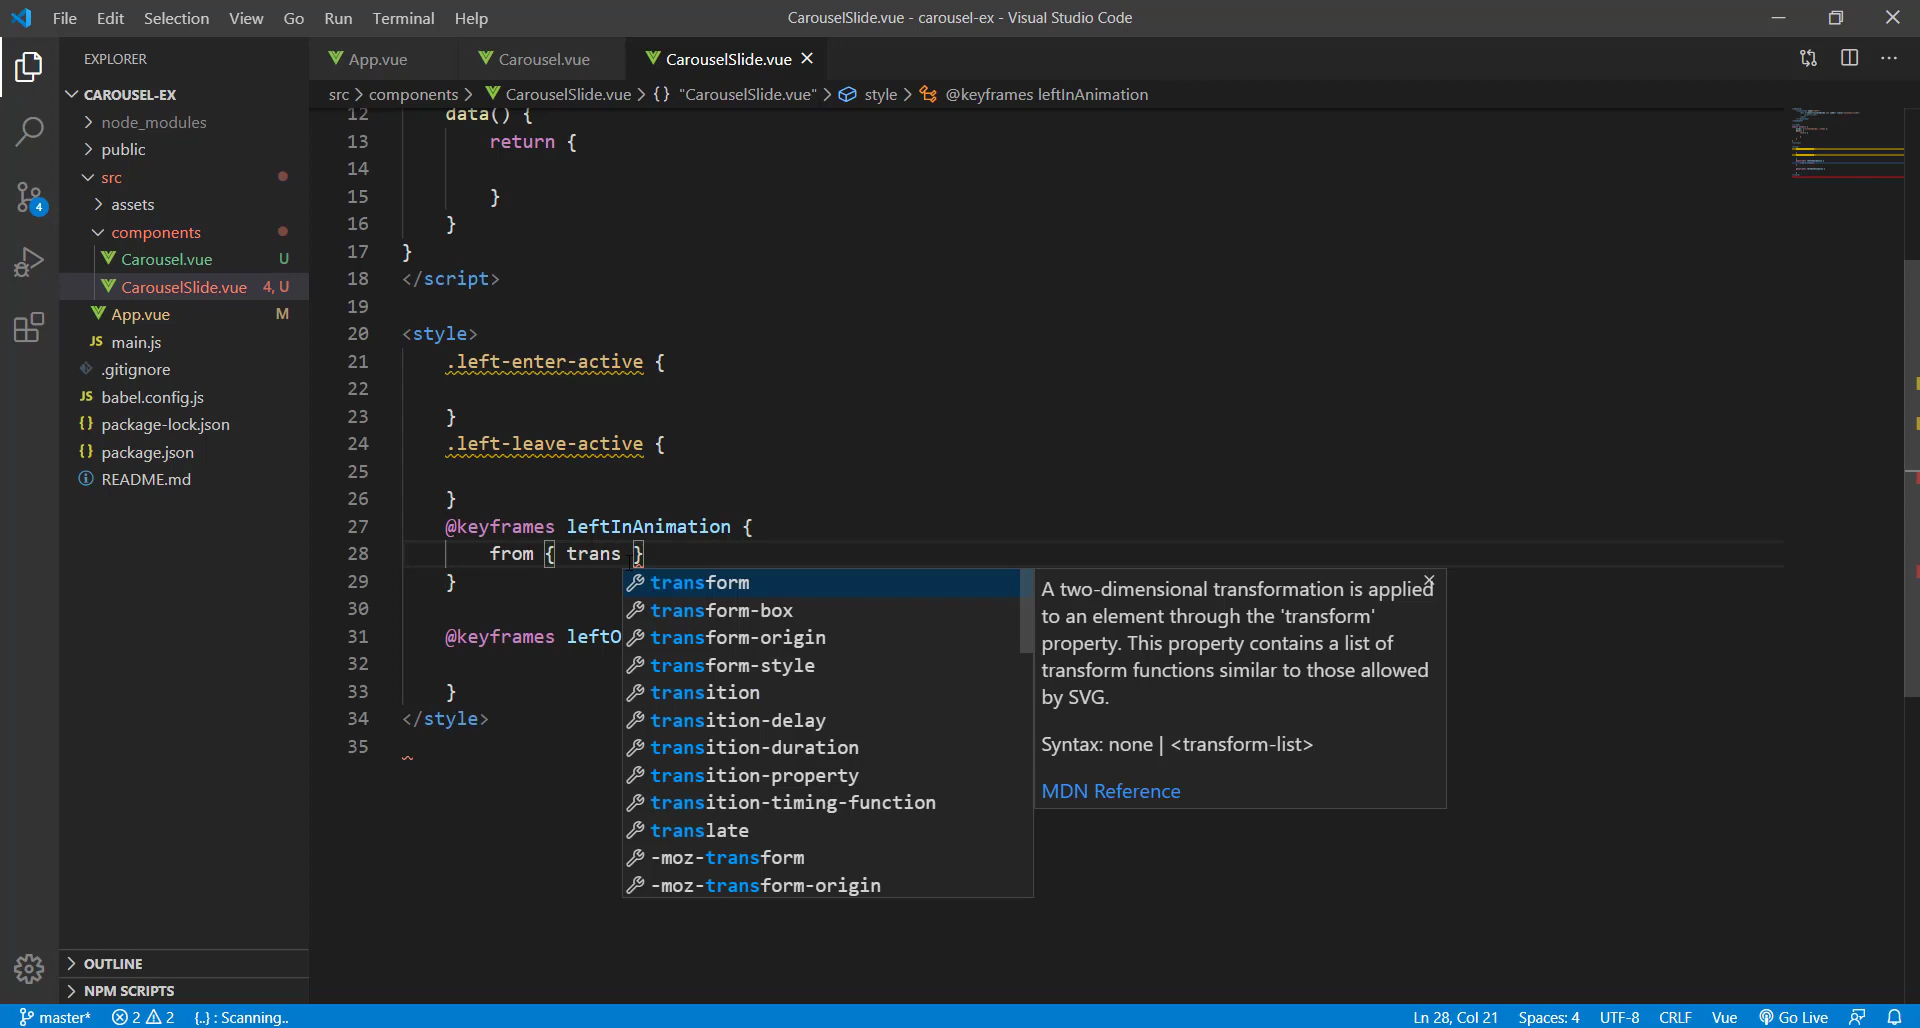 File Edit Selection View Go Run Terminal Help
CarouselSlide.vue - carousel-ex - Visual Studio Code
EXPLORER
CAROUSEL-EX
node_modules
public
src
assets
components
Carousel.vue U
CarouselSlide.vue 4, U
App.vue M
JS main.js
.gitignore
JS babel.config.js
{} package-lock.json
{} package.json
README.md
OUTLINE
NPM SCRIPTS
4
App.vue Carousel.vue CarouselSlide.vue
src > components > CarouselSlide.vue > {} "CarouselSlide.vue" > style > @keyframes leftInAnimation
12 data() {
13 return {
14
15 }
16 }
17 }
18 </script>
19
20 <style>
21 .left-enter-active {
22
23 }
24 .left-leave-active {
25
26 }
27 @keyframes leftInAnimation {
28 from { trans }
29 }
30
31 @keyframes leftO
32
33 }
34 </style>
35
transform
transform-box
transform-origin
transform-style
transition
transition-delay
transition-duration
transition-property
transition-timing-function
translate
-moz-transform
-moz-transform-origin
A two-dimensional transformation is applied
to an element through the 'transform'
property. This property contains a list of
transform functions similar to those allowed
by SVG.
Syntax: none | <transform-list>
MDN Reference
master* 2 2 {..} : Scanning.. Ln 28, Col 21 Spaces: 4 UTF-8 CRLF Vue Go Live